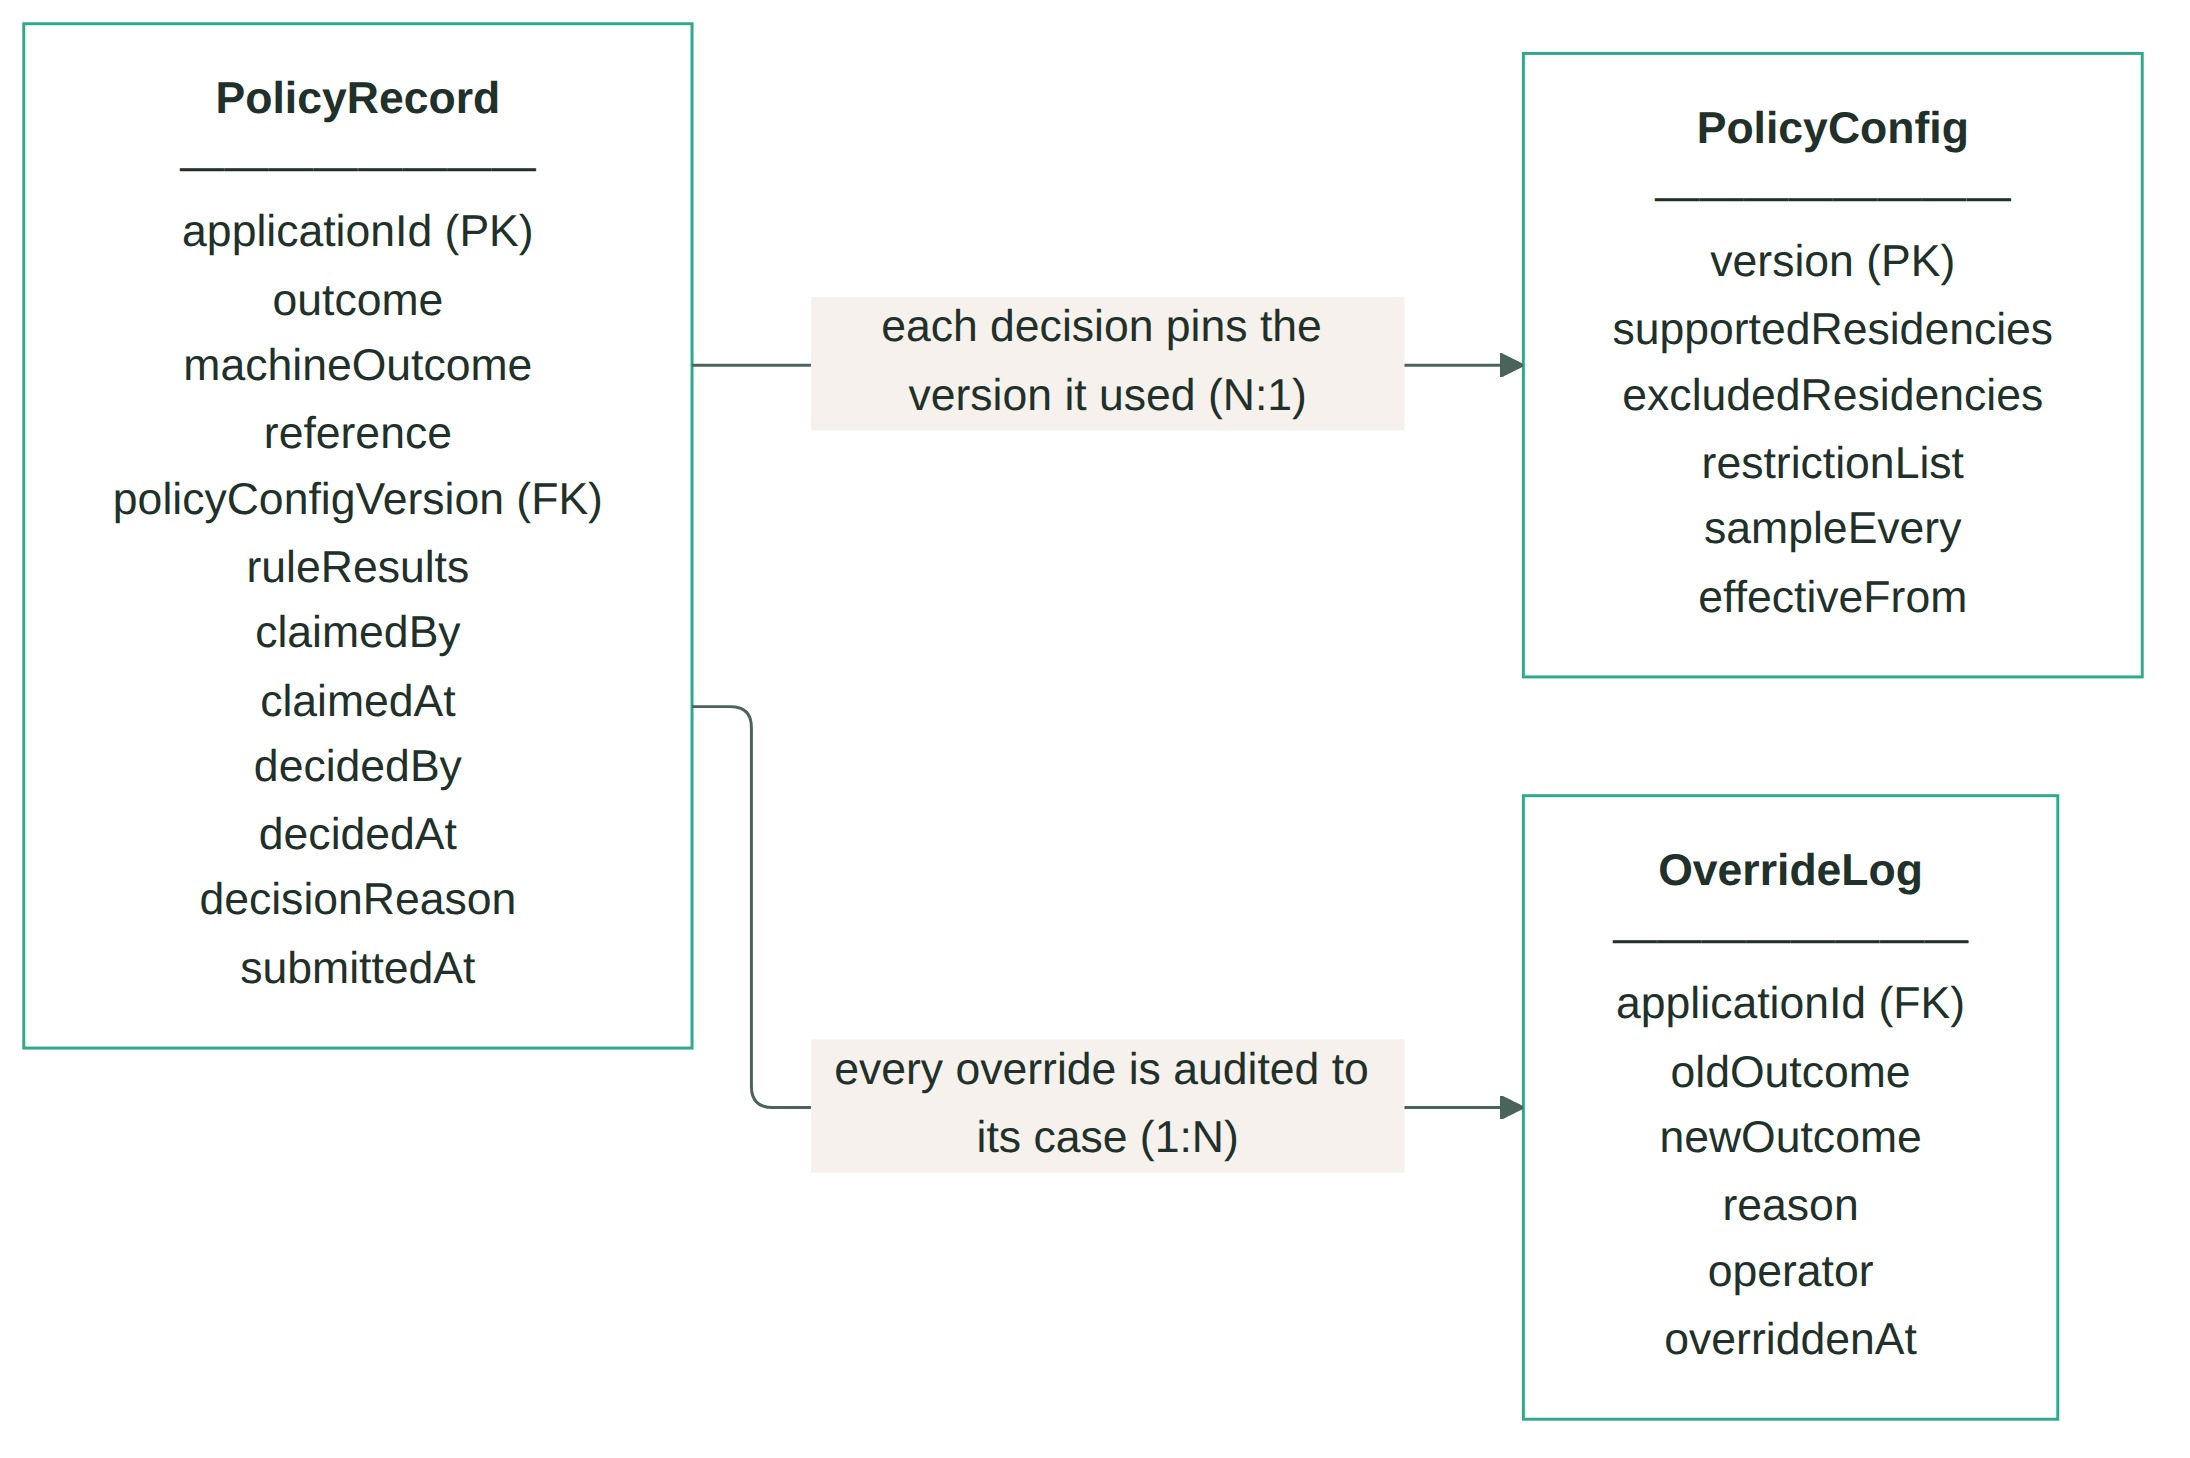 PolicyRecord
applicationId (PK)
outcome
machineOutcome
reference
policyConfigVersion (FK)
ruleResults
claimedBy
claimedAt
decidedBy
decidedAt
decisionReason
submittedAt
each decision pins the
version it used (N:1)
PolicyConfig
version (PK)
supportedResidencies
excludedResidencies
restrictionList
sampleEvery
effectiveFrom
every override is audited to
its case (1:N)
OverrideLog
applicationId (FK)
oldOutcome
newOutcome
reason
operator
overriddenAt